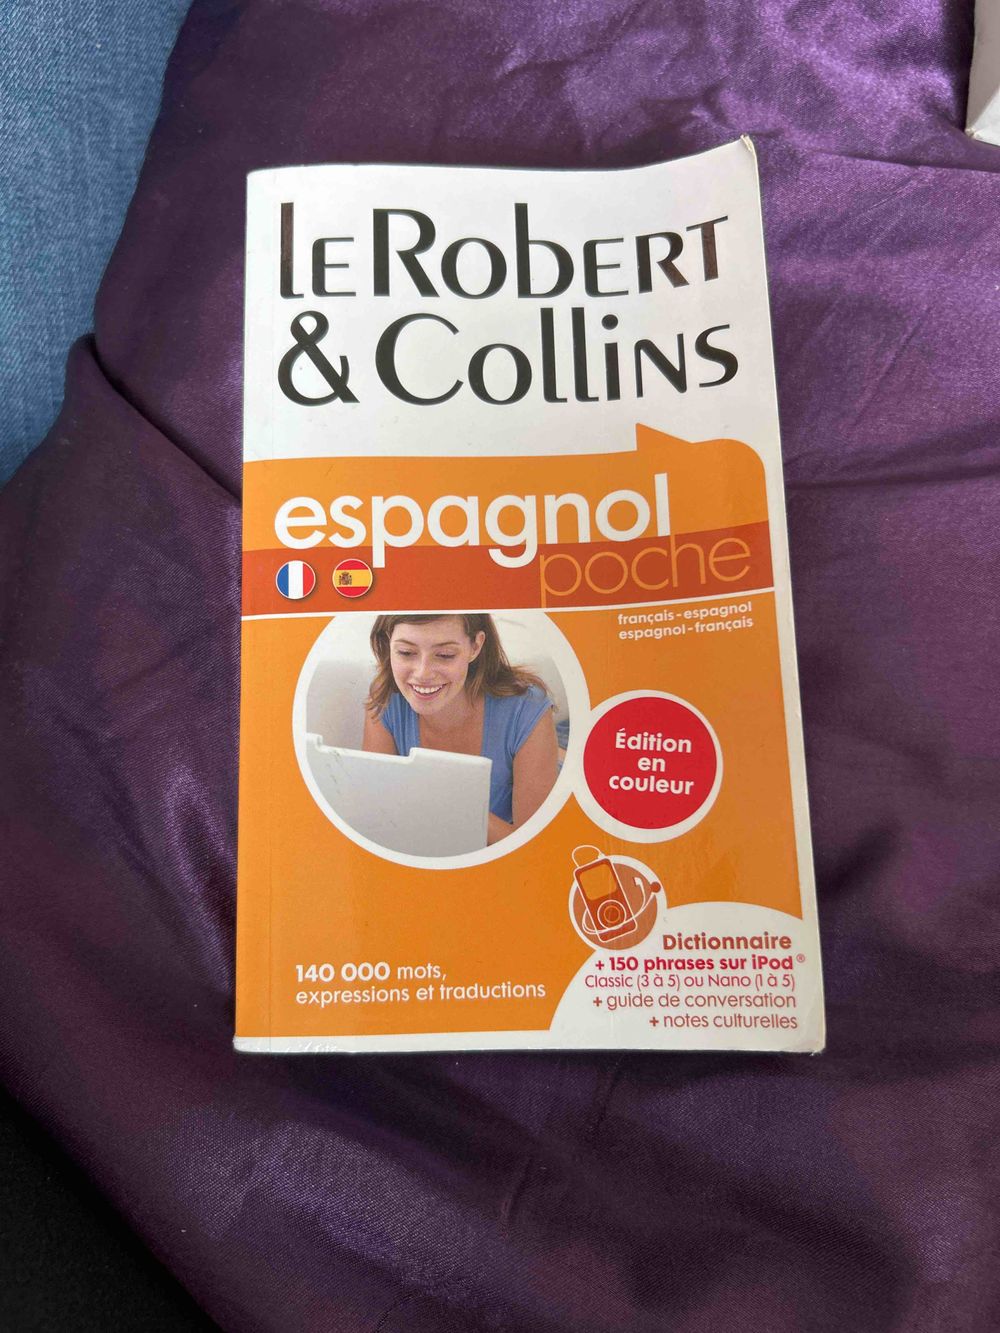 Le Robert
& Collins
espagnol
poche
français-espagnol
espagnol-français
Édition
en
couleur
140 000 mots,
expressions et traductions
Dictionnaire
+ 150 phrases sur iPod®
Classic (3 à 5) ou Nano (1 à 5)
+ guide de conversation
+ notes culturelles